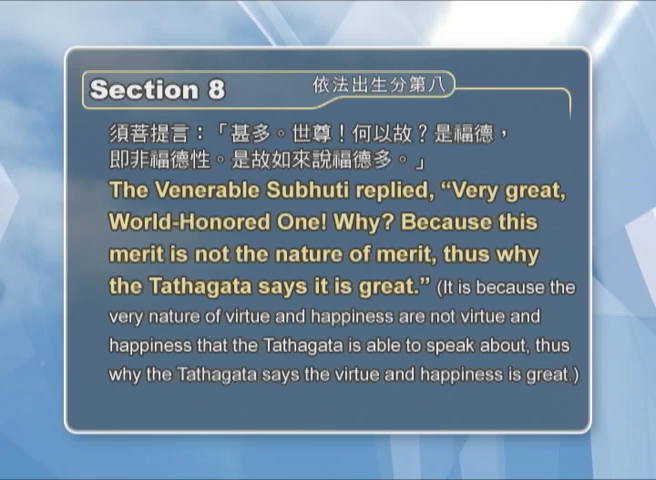 Section 8
依法出生分第八
須菩提言：「甚多。世尊！何以故？是福德，
即非福德性。是故如來說福德多。」
The Venerable Subhuti replied, “Very great,
World-Honored One! Why? Because this
merit is not the nature of merit, thus why
the Tathagata says it is great.” (It is because the
very nature of virtue and happiness are not virtue and
happiness that the Tathagata is able to speak about, thus
why the Tathagata says the virtue and happiness is great.)